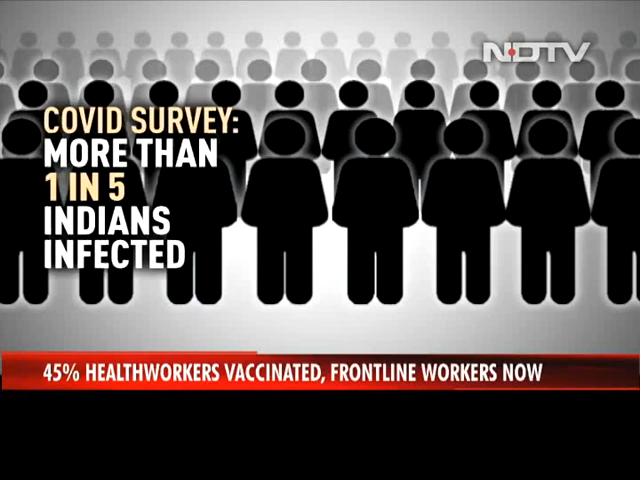 NDTV
COVID SURVEY:
MORE THAN
1 IN 5
INDIANS
INFECTED
45% HEALTHWORKERS VACCINATED, FRONTLINE WORKERS NOW